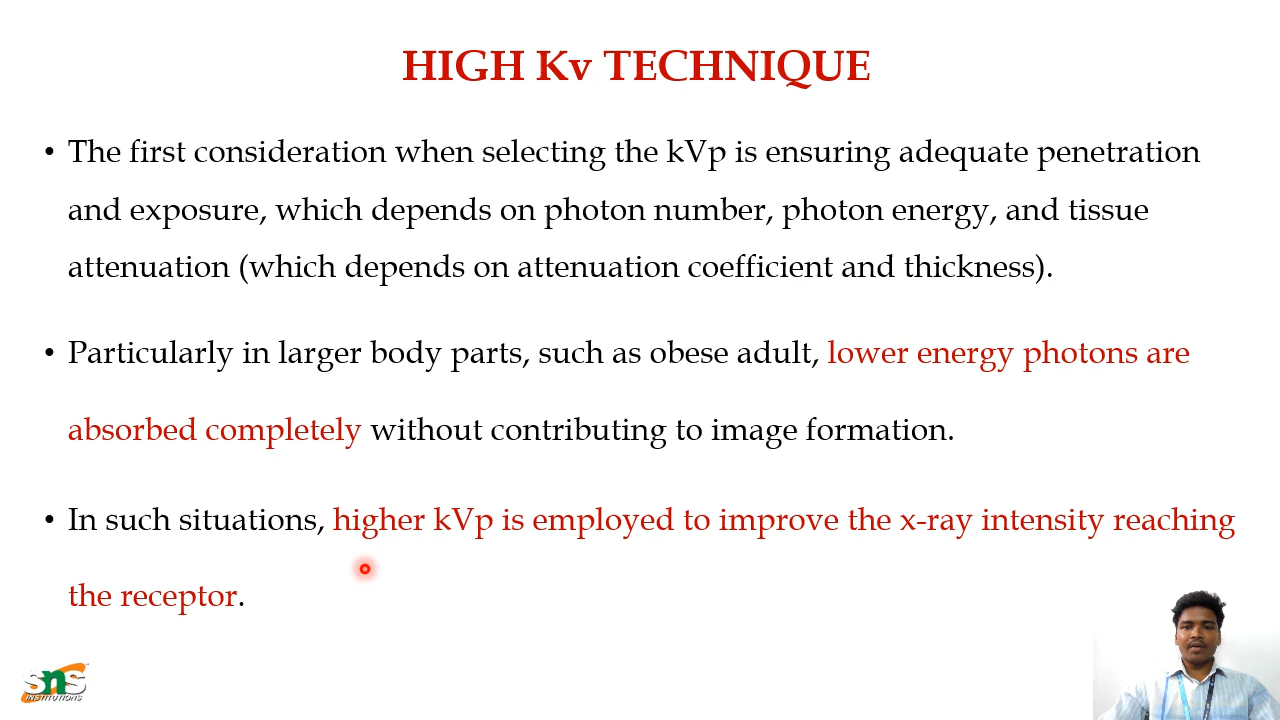 HIGH Kv TECHNIQUE
• The first consideration when selecting the kVp is ensuring adequate penetration
and exposure, which depends on photon number, photon energy, and tissue
attenuation (which depends on attenuation coefficient and thickness).
• Particularly in larger body parts, such as obese adult, lower energy photons are
absorbed completely without contributing to image formation.
• In such situations, higher kVp is employed to improve the x-ray intensity reaching
the receptor.
SNS
INSTITUTIONS